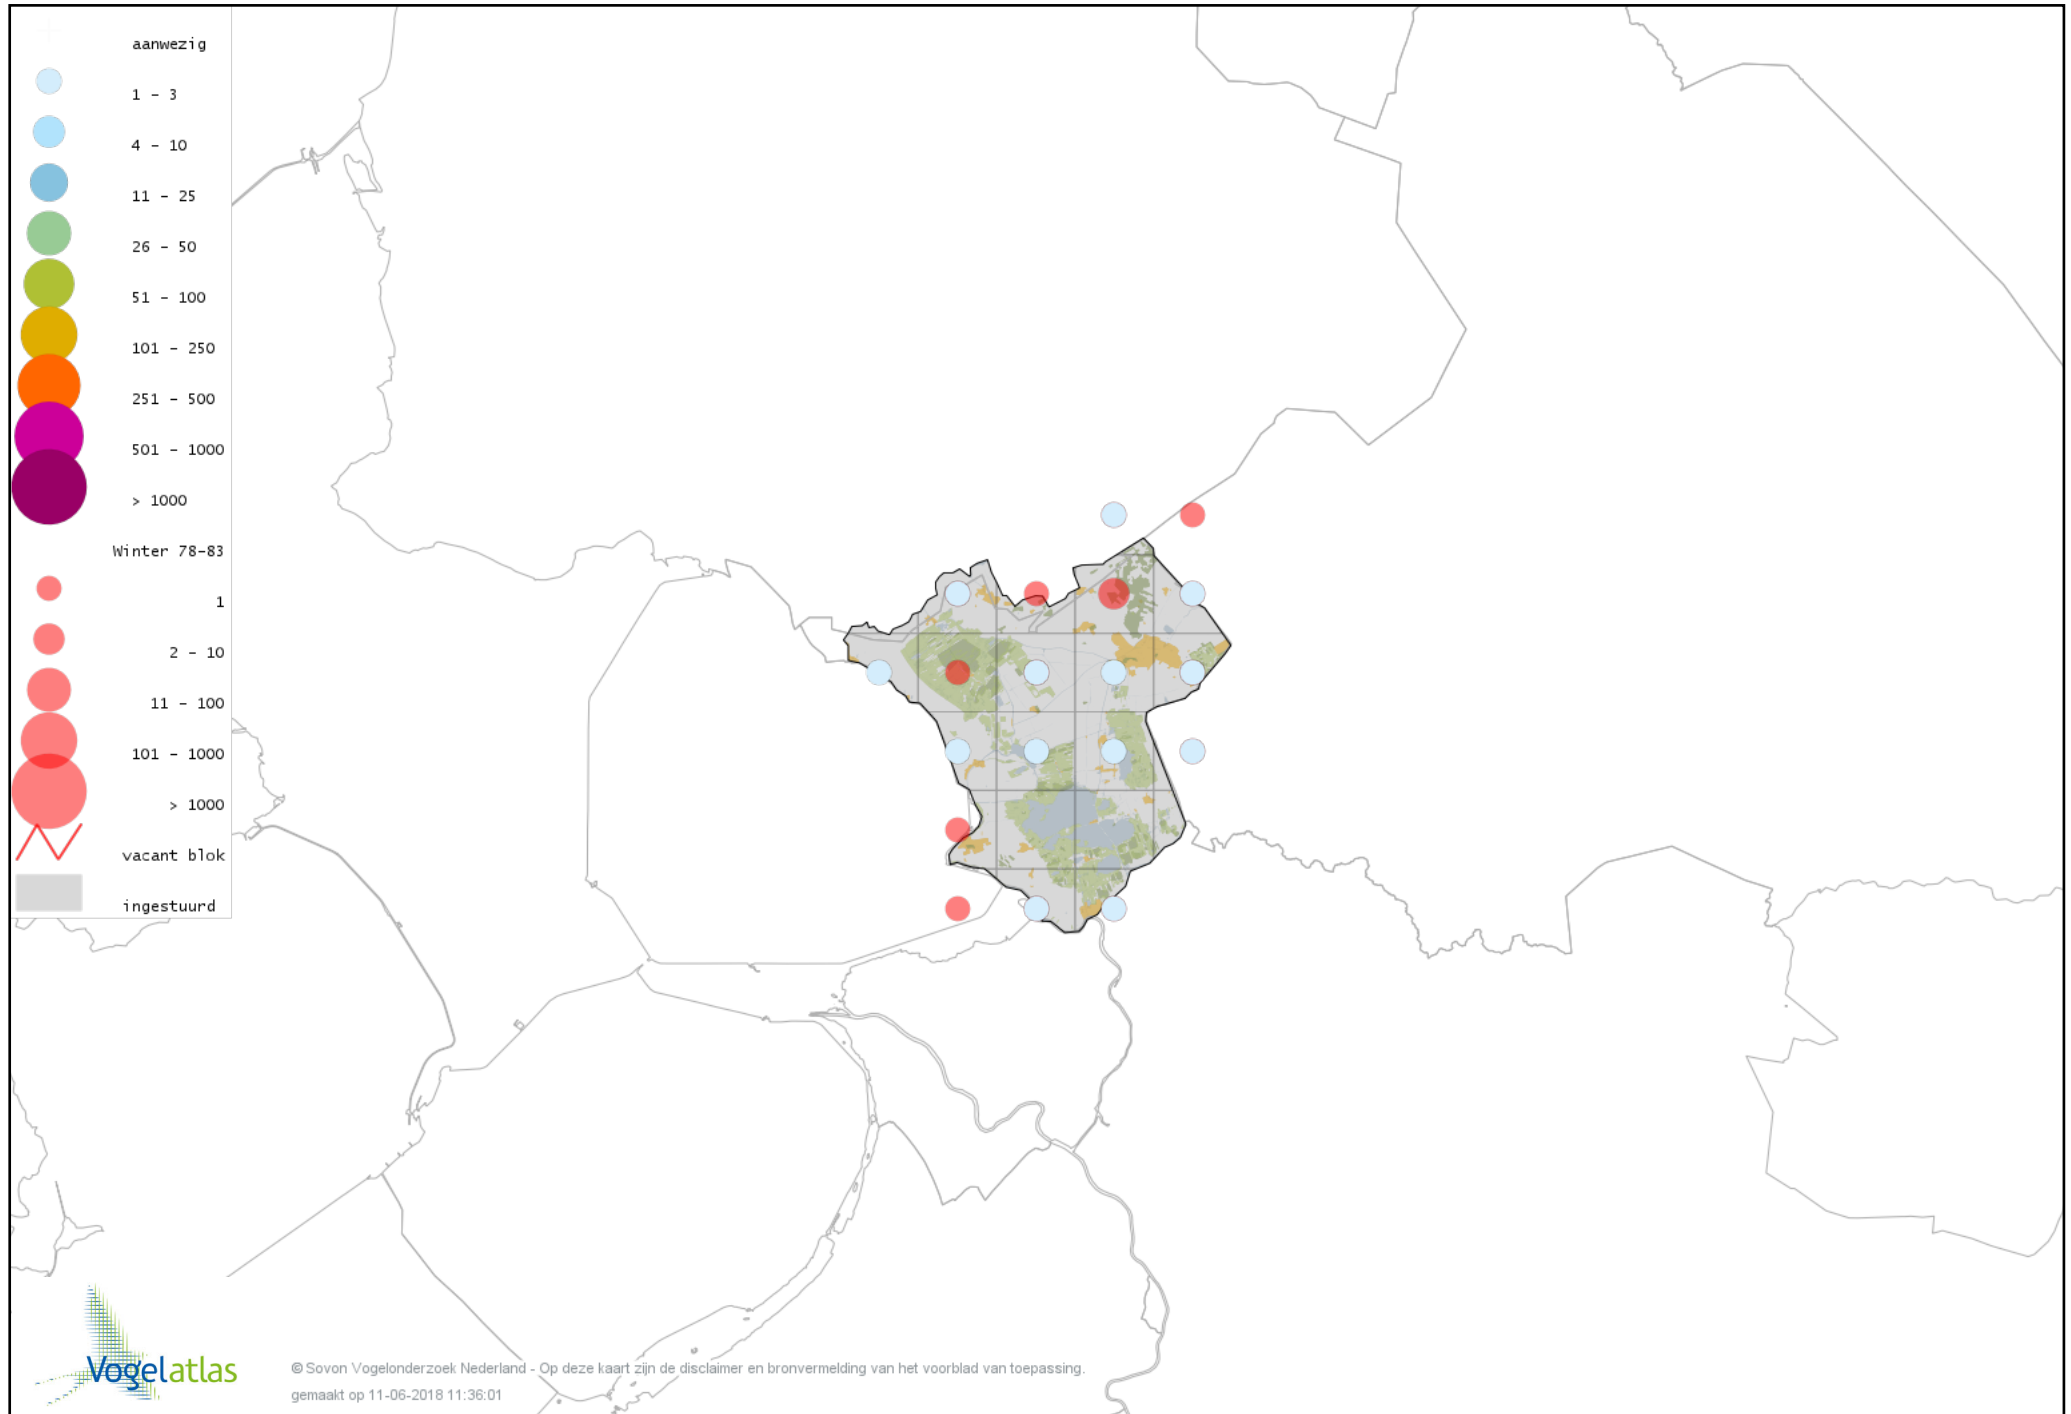 aanwezig
1 - 3
4 - 10
11 - 25
26 - 50
51 - 100
101 - 250
251 - 500
501 - 1000
> 1000
Winter 78-83
1
2 - 10
11 - 100
101 - 1000
> 1000
vacant blok
ingestuurd
Vogelatlas
© Sovon Vogelonderzoek Nederland - Op deze kaart zijn de disclaimer en bronvermelding van het voorblad van toepassing.
gemaakt op 11-06-2018 11:36:01